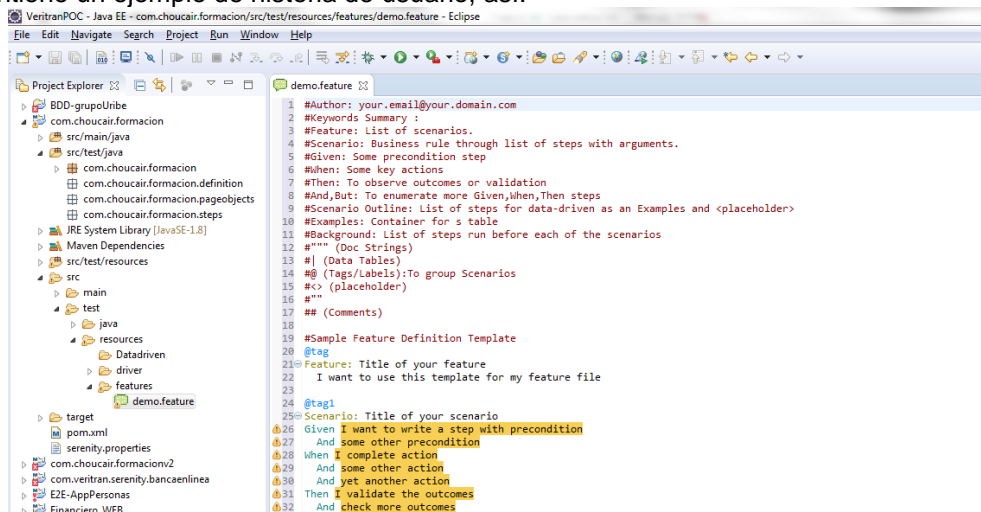 contiene un ejemplo de historia de usuario, así:
VeritranPOC - Java EE - com.choucair.formacion/src/test/resources/features/demo.feature - Eclipse
File Edit Navigate Search Project Run Window Help
Project Explorer
BDD-grupoUribe
com.choucair.formacion
src/main/java
src/test/java
com.choucair.formacion
com.choucair.formacion.definition
com.choucair.formacion.pageobjects
com.choucair.formacion.steps
JRE System Library [JavaSE-1.8]
Maven Dependencies
src/test/resources
src
main
test
java
resources
Datadriven
driver
features
demo.feature
target
pom.xml
serenity.properties
com.choucair.formacionv2
com.veritran.serenity.bancaenlinea
E2E-AppPersonas
Financiero_WEB
demo.feature
1 #Author: your.email@your.domain.com
2 #Keywords Summary :
3 #Feature: List of scenarios.
4 #Scenario: Business rule through list of steps with arguments.
5 #Given: Some precondition step
6 #When: Some key actions
7 #Then: To observe outcomes or validation
8 #And,But: To enumerate more Given,When,Then steps
9 #Scenario Outline: List of steps for data-driven as an Examples and <placeholder>
10 #Examples: Container for s table
11 #Background: List of steps run before each of the scenarios
12 #""" (Doc Strings)
13 #| (Data Tables)
14 #@ (Tags/Labels):To group Scenarios
15 #<> (placeholder)
16 #""
17 ## (Comments)
18
19 #Sample Feature Definition Template
20 @tag
21 Feature: Title of your feature
22 I want to use this template for my feature file
23
24 @tag1
25 Scenario: Title of your scenario
26 Given I want to write a step with precondition
27 And some other precondition
28 When I complete action
29 And some other action
30 And yet another action
31 Then I validate the outcomes
32 And check more outcomes